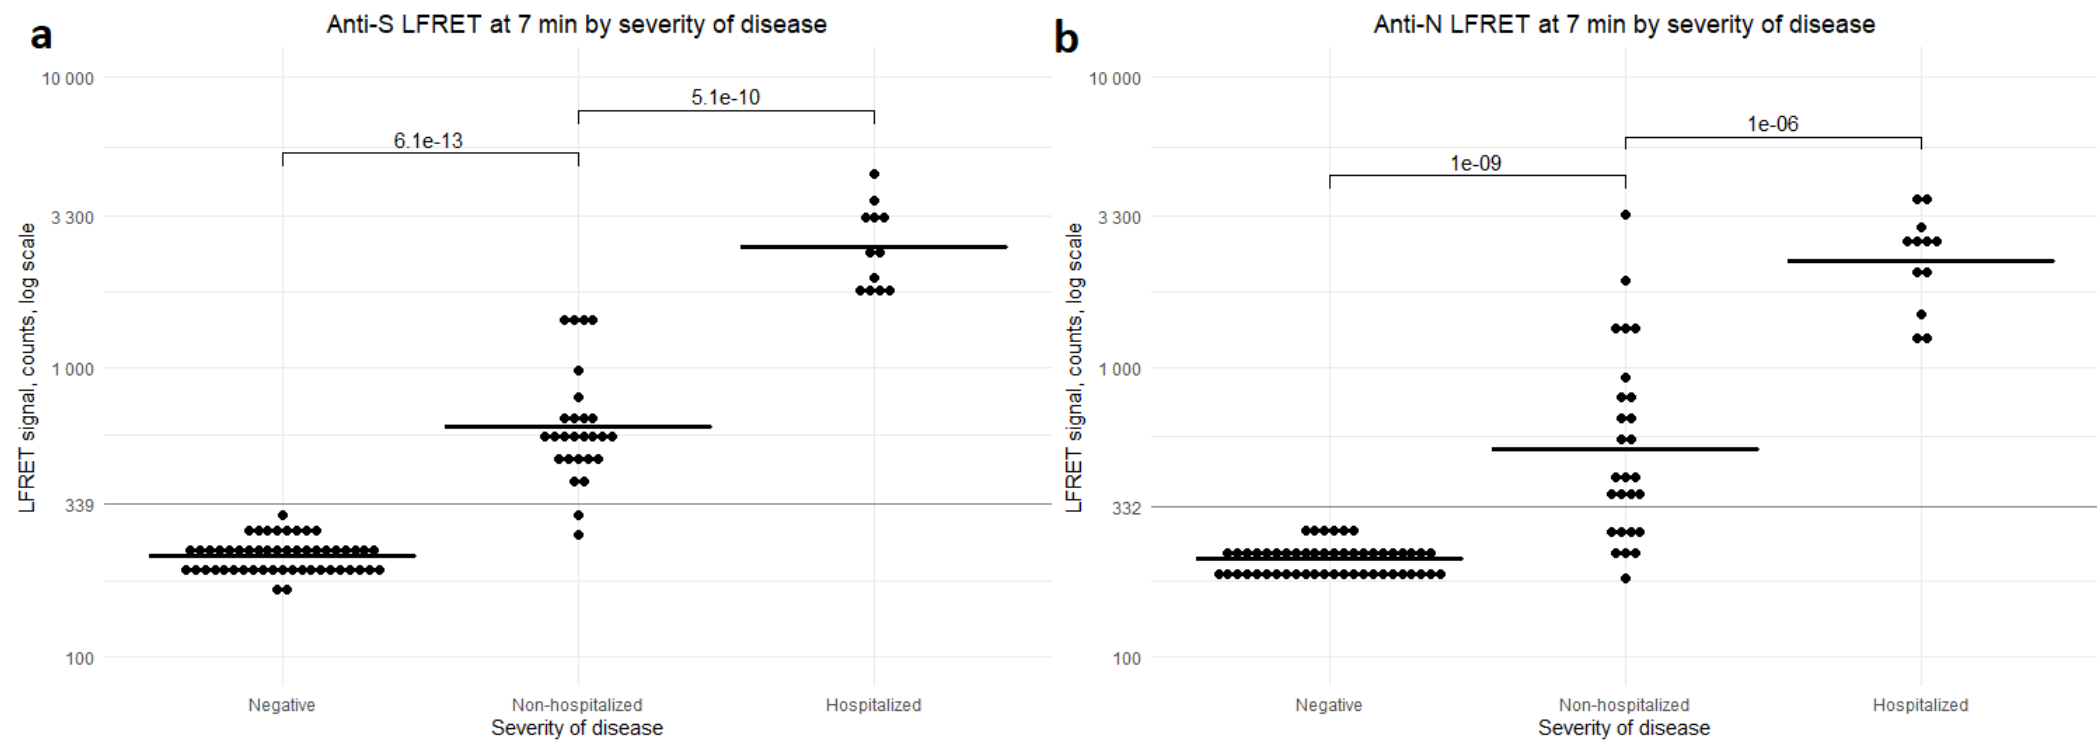 a
Anti-S LFRET at 7 min by severity of disease
10 000
5.1e-10
6.1e-13
3 300
1 000
339
100
LFRET signal, counts, log scale
Negative
Non-hospitalized
Hospitalized
Severity of disease
b
Anti-N LFRET at 7 min by severity of disease
10 000
1e-06
1e-09
3 300
1 000
332
100
LFRET signal, counts, log scale
Negative
Non-hospitalized
Hospitalized
Severity of disease